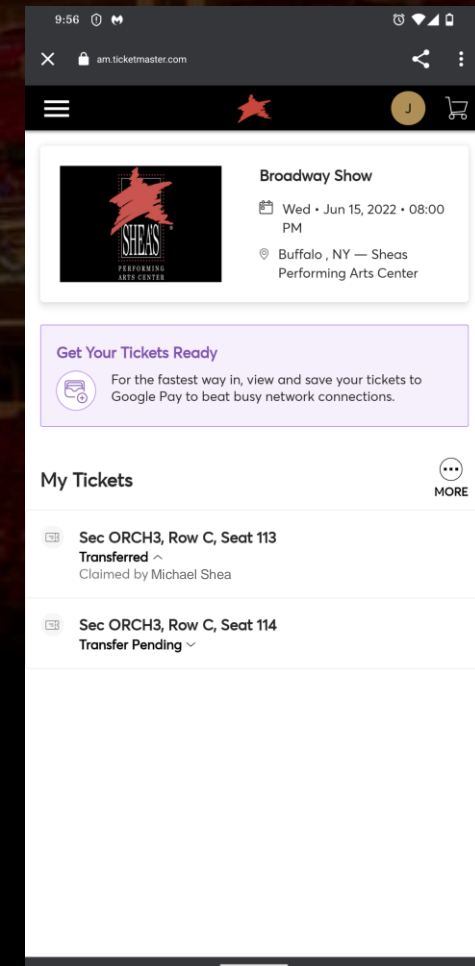 9:56
am.ticketmaster.com
J
SHEA'S
PERFORMING
ARTS CENTER
Broadway Show
Wed • Jun 15, 2022 • 08:00
PM
Buffalo , NY — Sheas
Performing Arts Center
Get Your Tickets Ready
For the fastest way in, view and save your tickets to
Google Pay to beat busy network connections.
My Tickets
MORE
Sec ORCH3, Row C, Seat 113
Transferred
Claimed by Michael Shea
Sec ORCH3, Row C, Seat 114
Transfer Pending